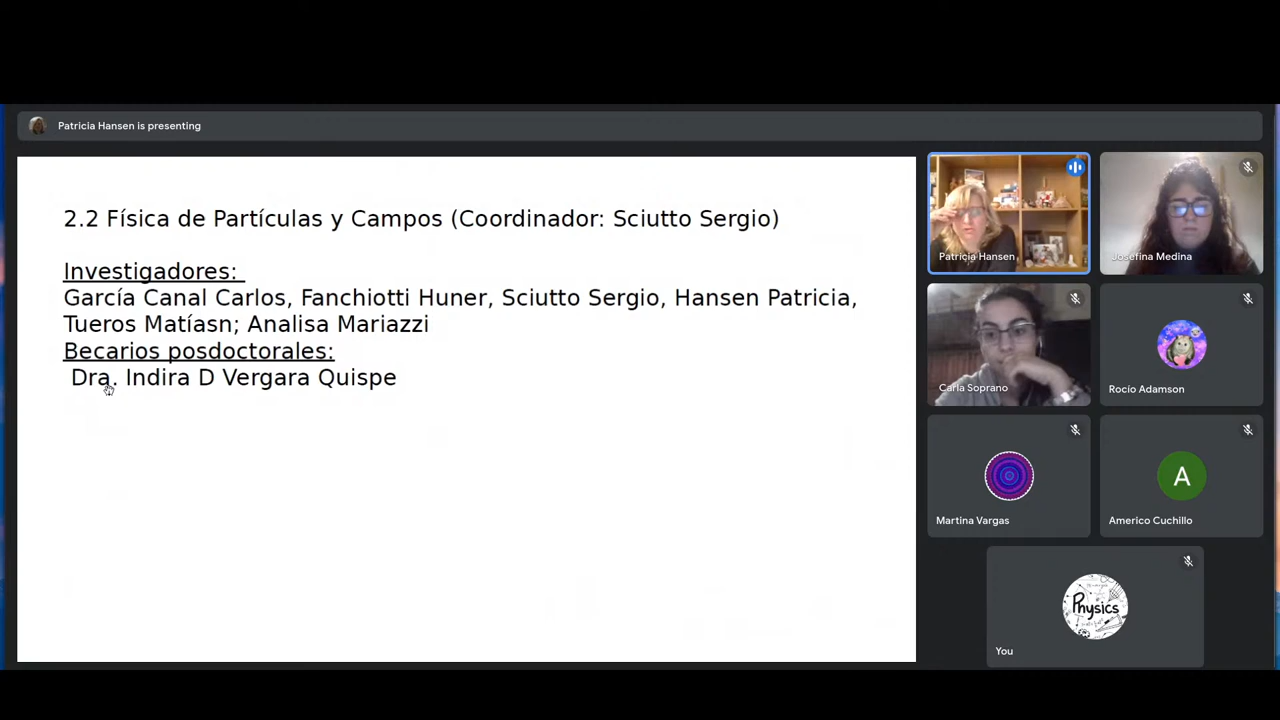 Patricia Hansen is presenting
2.2 Física de Partículas y Campos (Coordinador: Sciutto Sergio)
Investigadores:
García Canal Carlos, Fanchiotti Huner, Sciutto Sergio, Hansen Patricia,
Tueros Matíasn; Analisa Mariazzi
Becarios posdoctorales:
Dra. Indira D Vergara Quispe
Patricia Hansen
Josefina Medina
Carla Soprano
Rocío Adamson
Martina Vargas
A
Americo Cuchillo
Physics
You